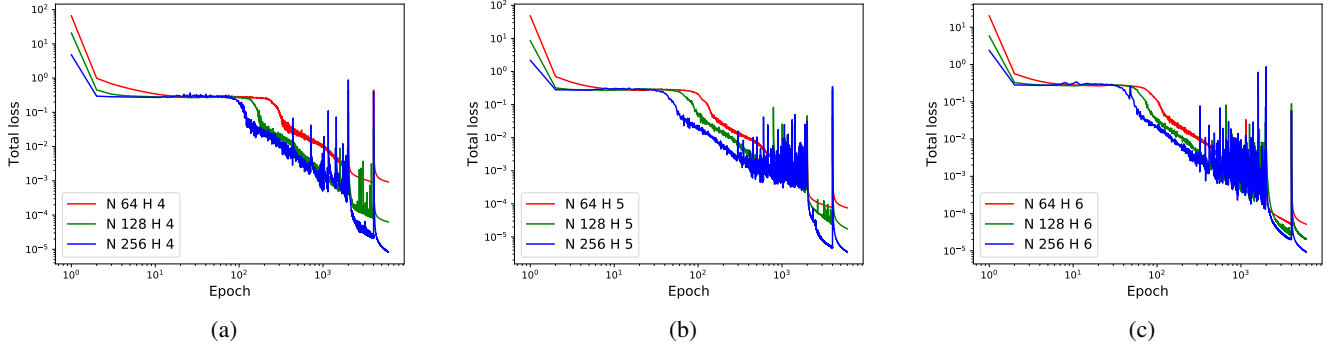 Total loss
10²
10¹
10⁰
10⁻¹
10⁻²
10⁻³
10⁻⁴
10⁻⁵
N 64 H 4
N 128 H 4
N 256 H 4
10⁰ 10¹ 10² 10³
Epoch
(a)
Total loss
10²
10¹
10⁰
10⁻¹
10⁻²
10⁻³
10⁻⁴
10⁻⁵
N 64 H 5
N 128 H 5
N 256 H 5
10⁰ 10¹ 10² 10³
Epoch
(b)
Total loss
10¹
10⁰
10⁻¹
10⁻²
10⁻³
10⁻⁴
10⁻⁵
N 64 H 6
N 128 H 6
N 256 H 6
10⁰ 10¹ 10² 10³
Epoch
(c)